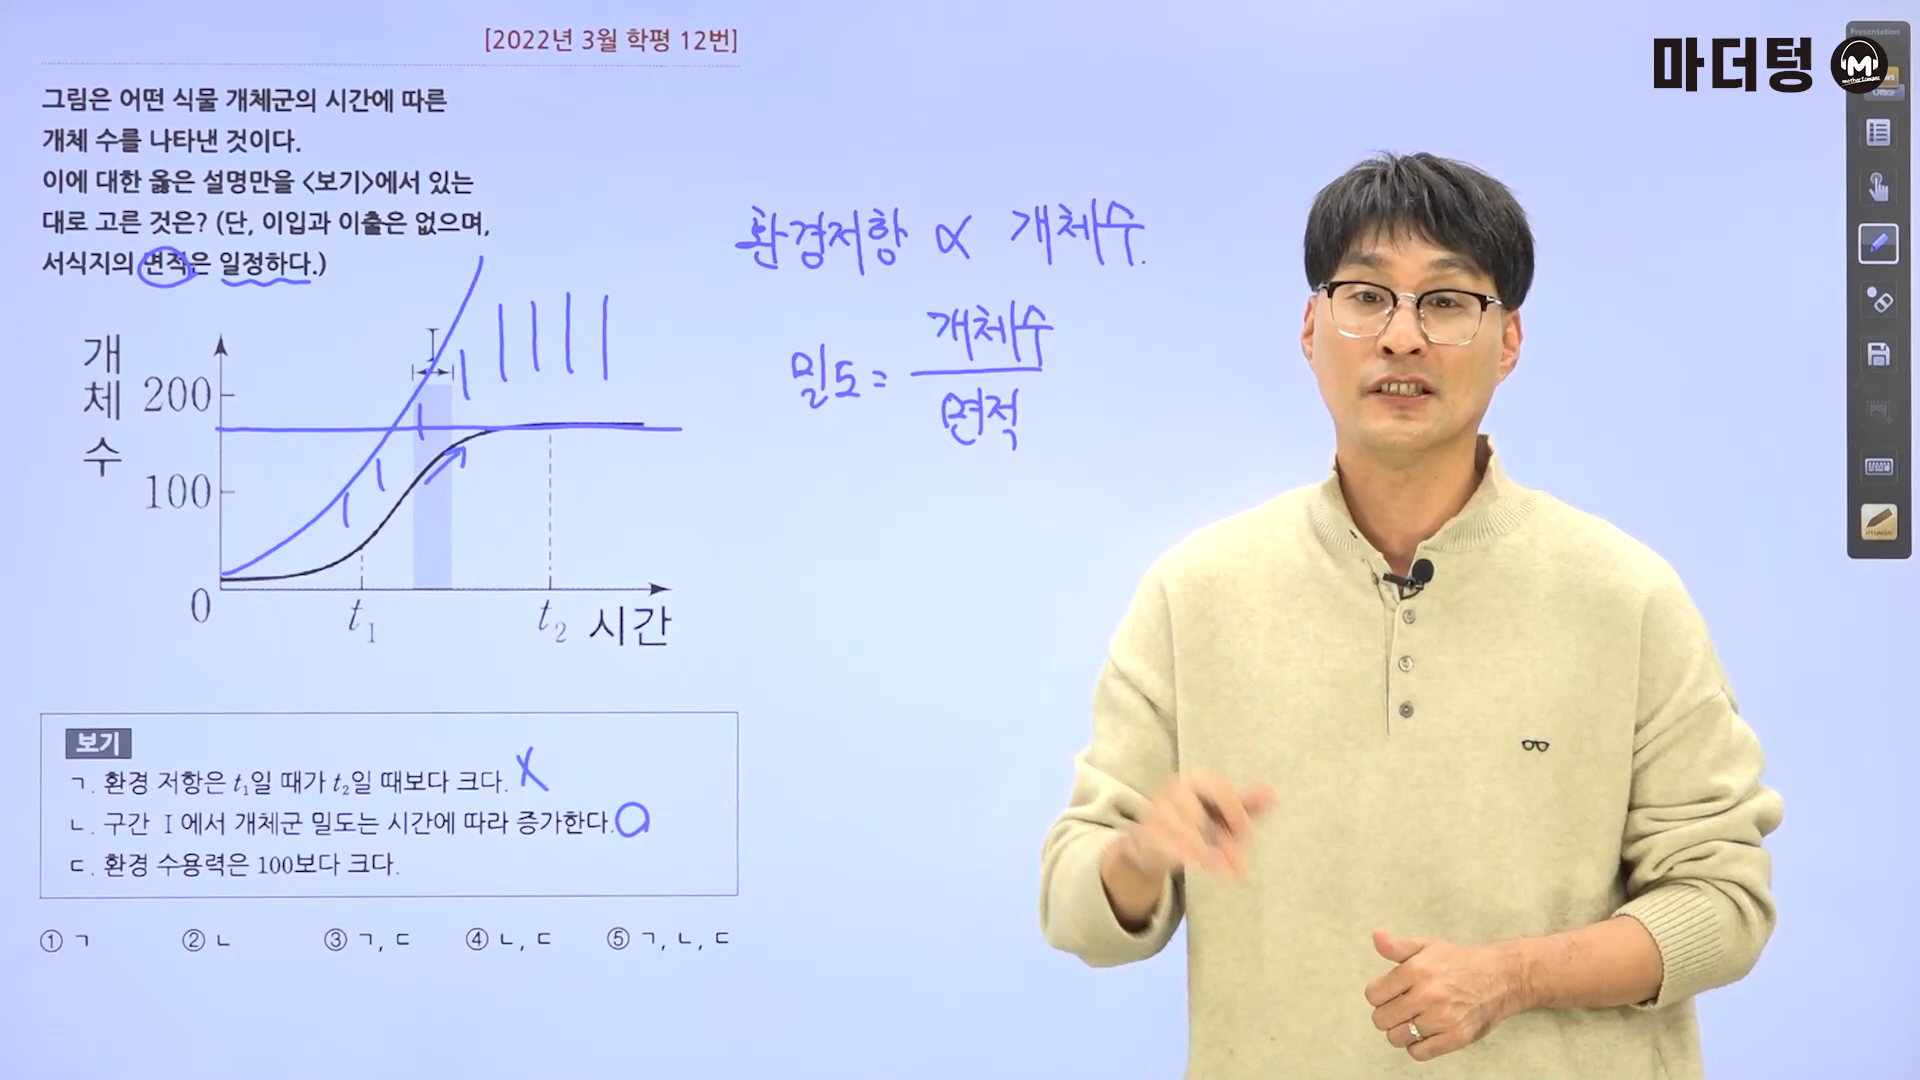 [2022년 3월 학평 12번]
그림은 어떤 식물 개체군의 시간에 따른
개체 수를 나타낸 것이다.
이에 대한 옳은 설명만을 <보기>에서 있는
대로 고른 것은? (단, 이입과 이출은 없으며,
서식지의 면적은 일정하다.)
개체수
200
100
0
I
t₁
t₂
시간
보기
ㄱ. 환경 저항은 t₁일 때가 t₂일 때보다 크다. X
ㄴ. 구간 I에서 개체군 밀도는 시간에 따라 증가한다. O
ㄷ. 환경 수용력은 100보다 크다.
① ㄱ ② ㄴ ③ ㄱ, ㄷ ④ ㄴ, ㄷ ⑤ ㄱ, ㄴ, ㄷ
환경저항 ∝ 개체수.
밀도 = 개체수
면적
마더텅
M
Presentation